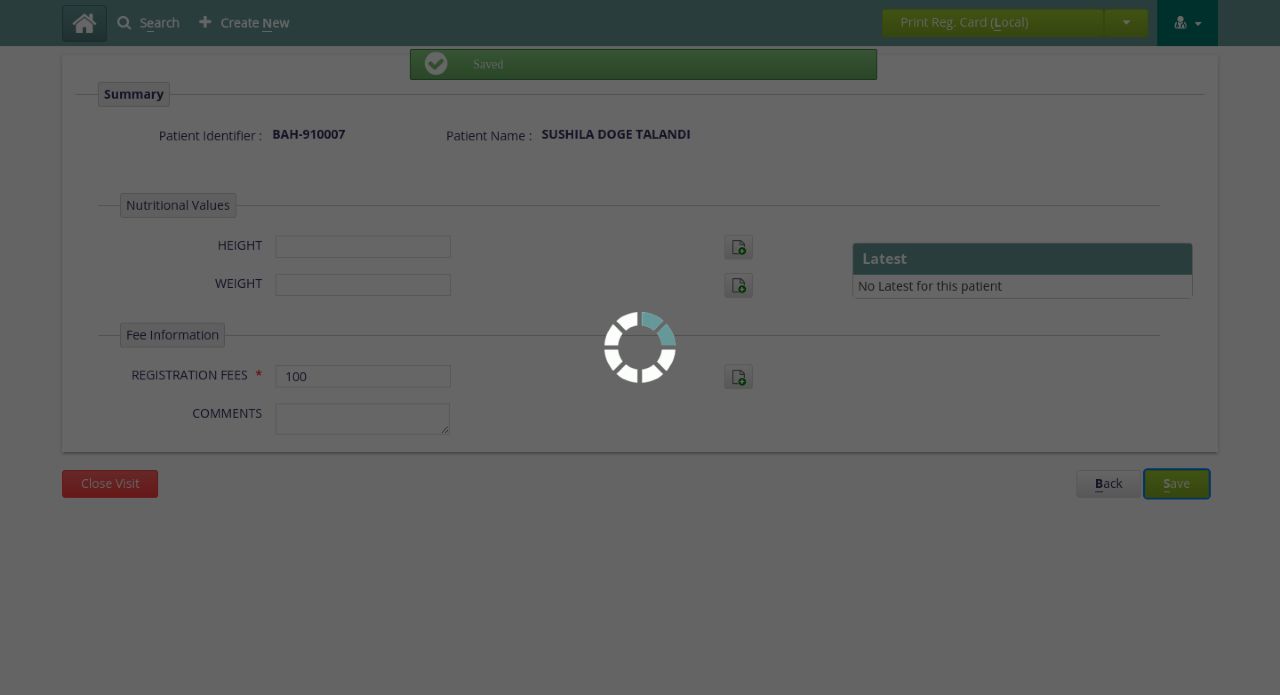 Search Create New Print Reg. Card (Local)
Saved
Summary
Patient Identifier : BAH-910007 Patient Name : SUSHILA DOGE TALANDI
Nutritional Values
HEIGHT
Latest
WEIGHT
No Latest for this patient
Fee Information
REGISTRATION FEES * 100
COMMENTS
Close Visit Back Save